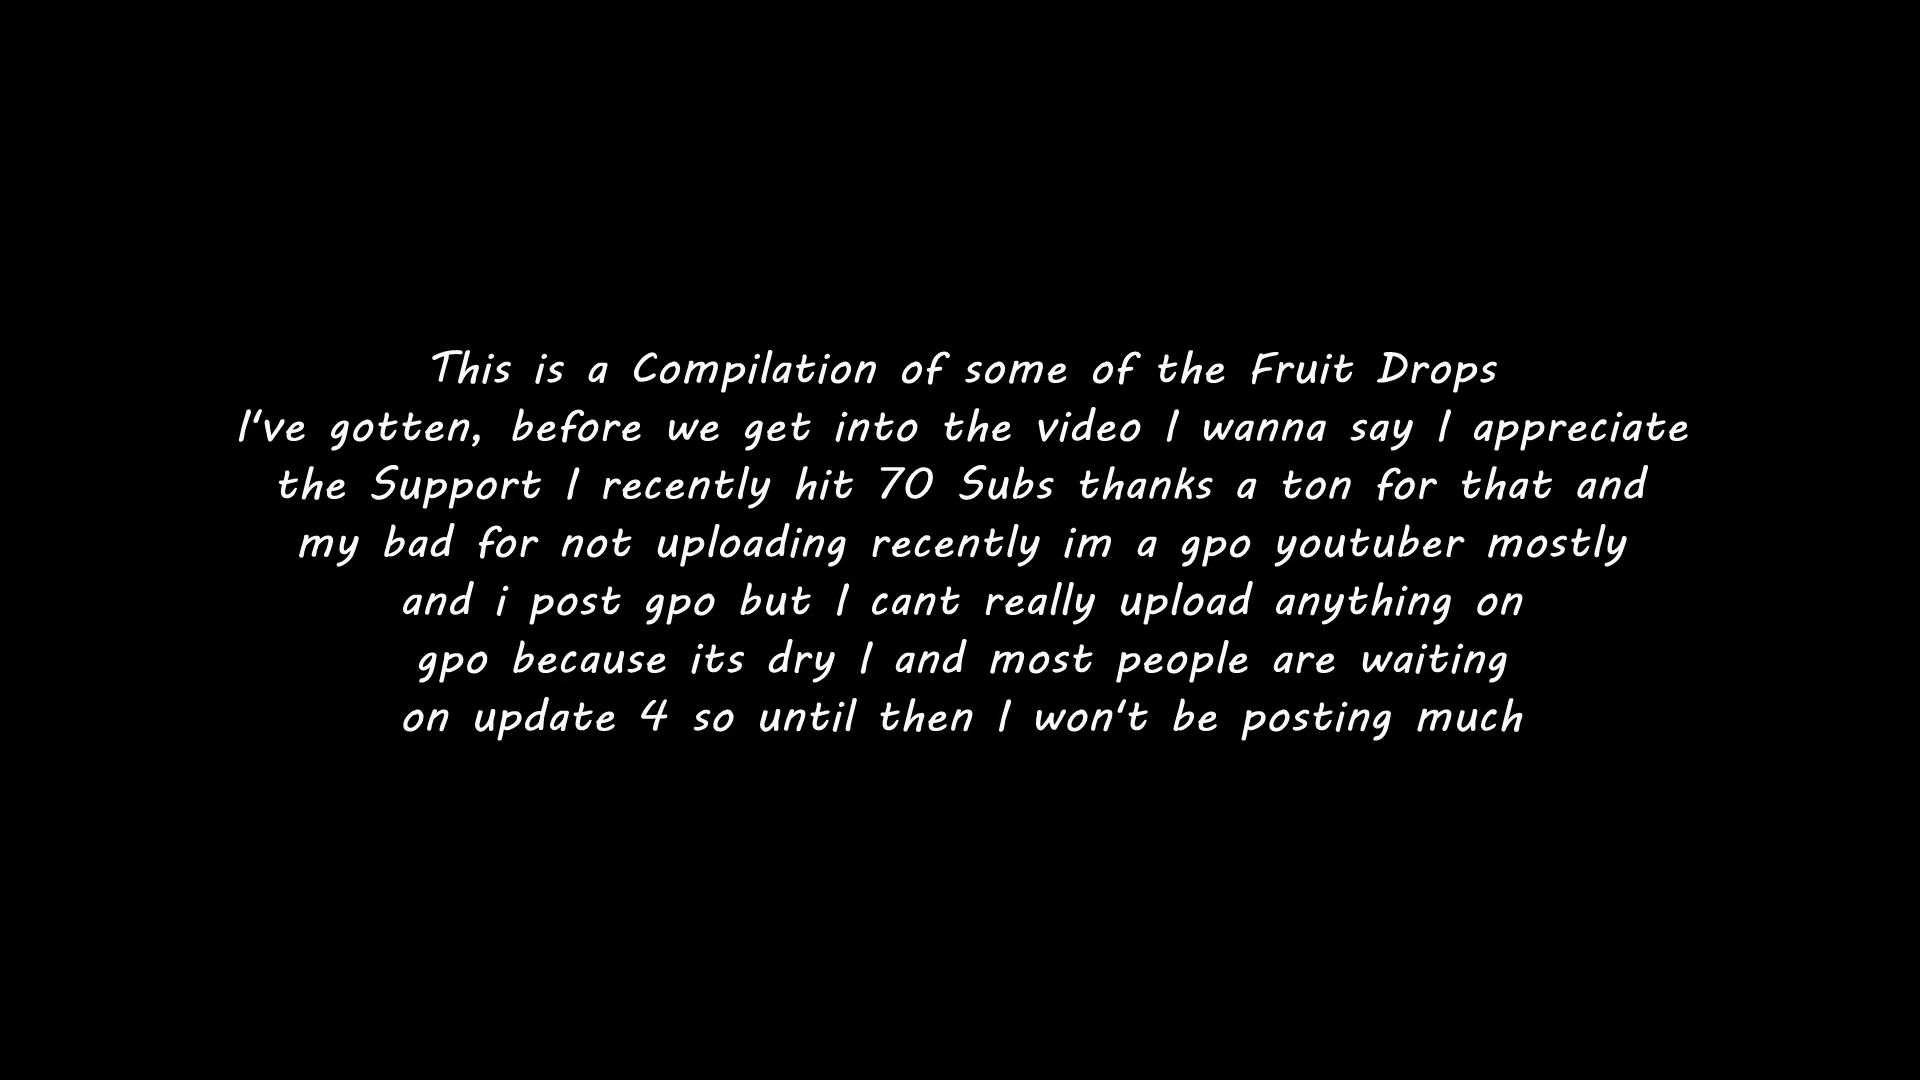 This is a Compilation of some of the Fruit Drops
I've gotten, before we get into the video I wanna say I appreciate
the Support I recently hit 70 Subs thanks a ton for that and
my bad for not uploading recently im a gpo youtuber mostly
and i post gpo but I cant really upload anything on
gpo because its dry I and most people are waiting
on update 4 so until then I won't be posting much